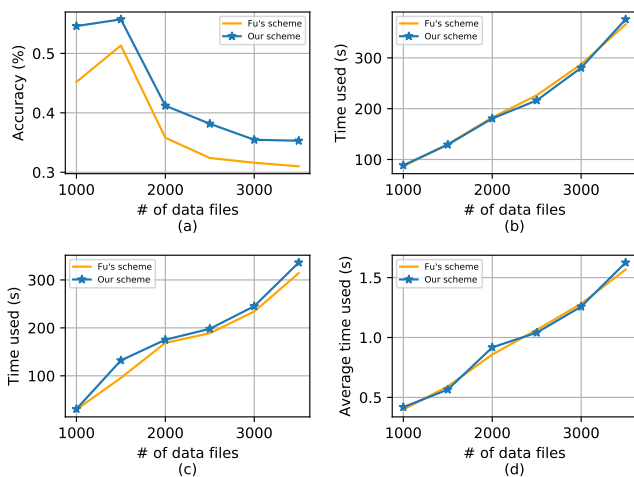 Fu's scheme
Our scheme
0.5
0.4
0.3
Accuracy (%)
1000 2000 3000
# of data files
(a)
Fu's scheme
Our scheme
300
200
100
Time used (s)
1000 2000 3000
# of data files
(b)
Fu's scheme
Our scheme
300
200
100
Time used (s)
1000 2000 3000
# of data files
(c)
Fu's scheme
Our scheme
1.5
1.0
0.5
Average time used (s)
1000 2000 3000
# of data files
(d)